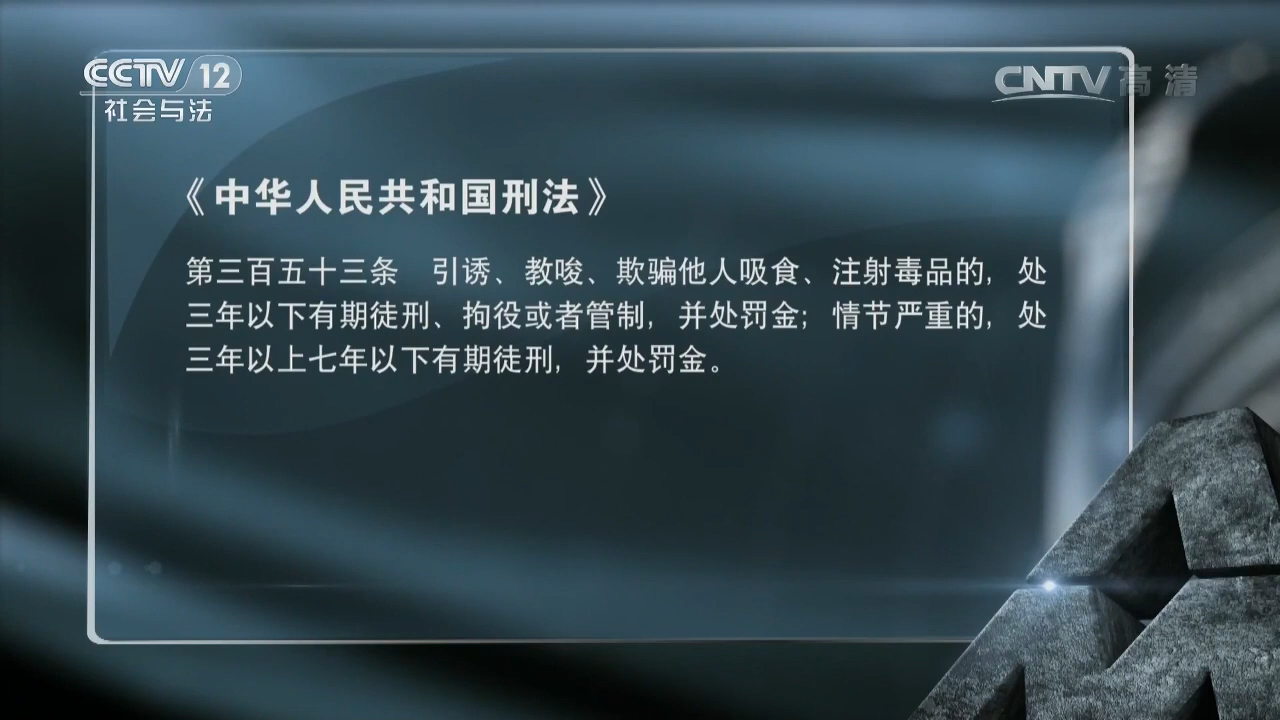 CCTV 12
社会与法
CNTV高清
《中华人民共和国刑法》
第三百五十三条　引诱、教唆、欺骗他人吸食、注射毒品的，处
三年以下有期徒刑、拘役或者管制，并处罚金；情节严重的，处
三年以上七年以下有期徒刑，并处罚金。